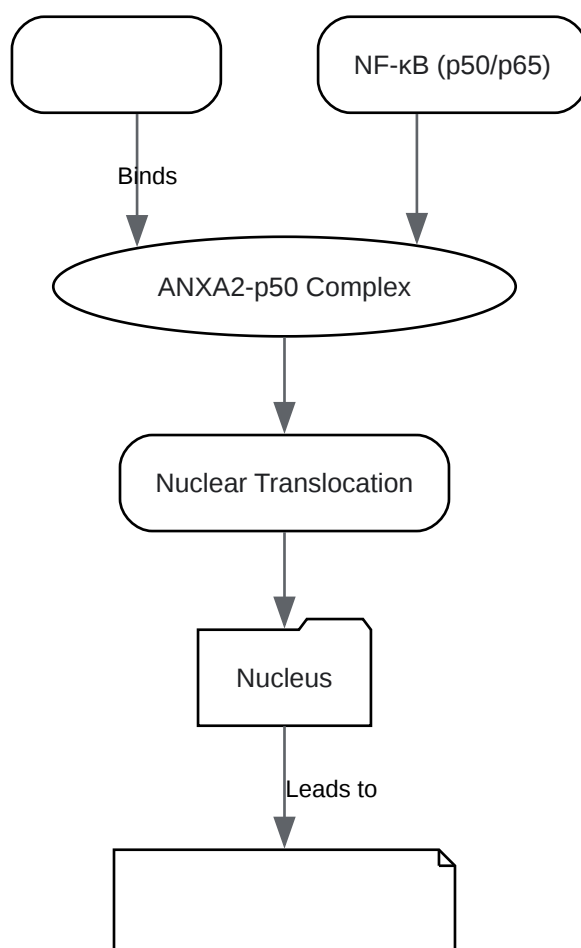 NF-κB (p50/p65)
Binds
ANXA2-p50 Complex
Nuclear Translocation
Nucleus
Leads to